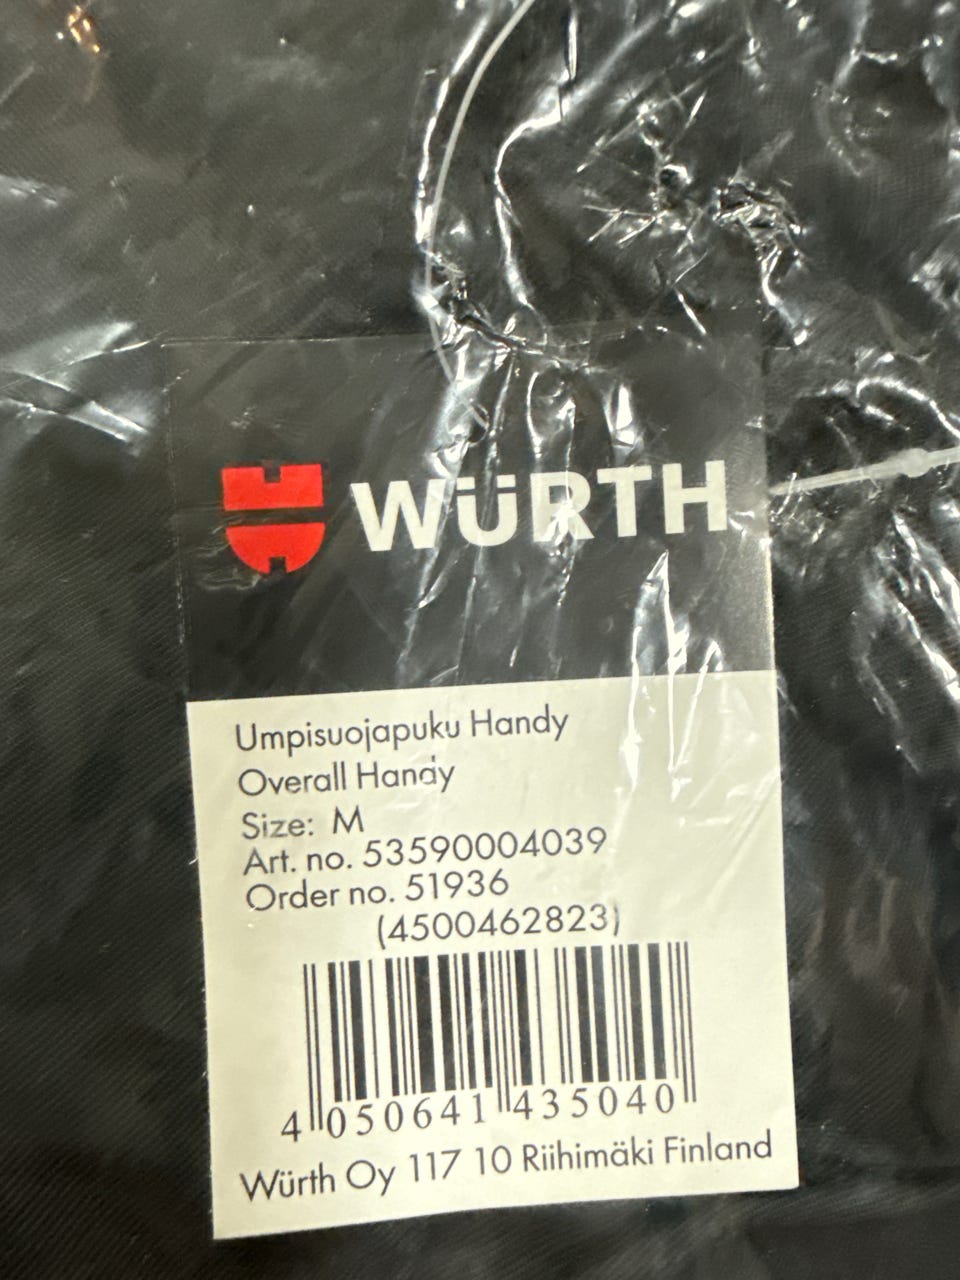 WÜRTH
Umpisuojapuku Handy
Overall Handy
Size: M
Art. no. 53590004039
Order no. 51936
(4500462823)
4 050641 435040
Würth Oy 117 10 Riihimäki Finland